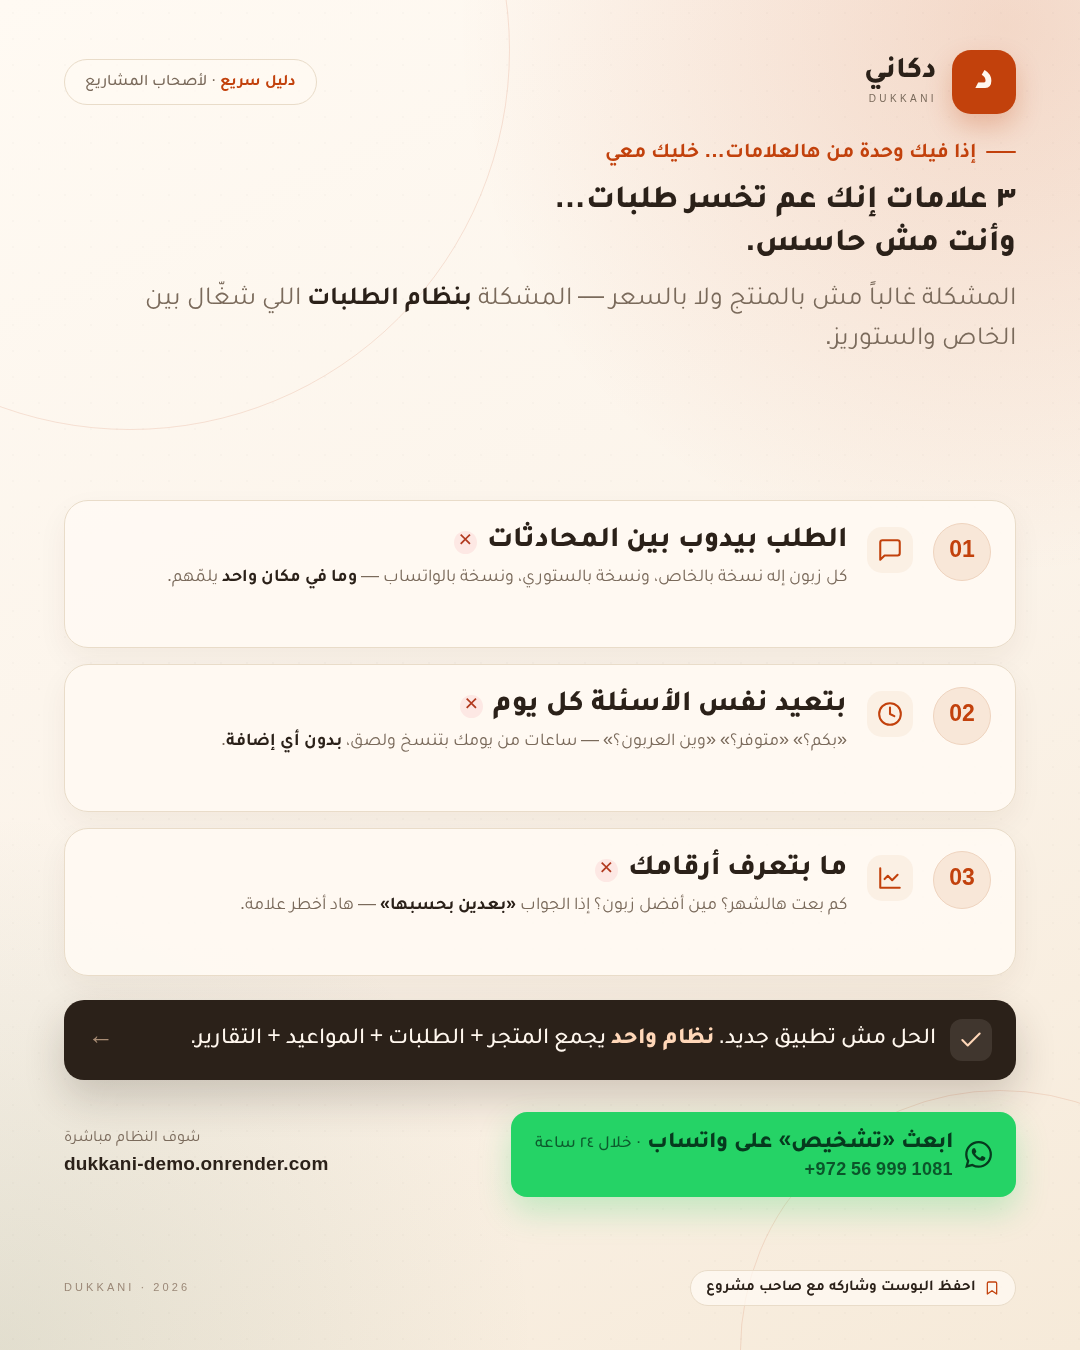 د
دكاني
DUKKANI
دليل سريع · لأصحاب المشاريع
إذا فيك وحدة من هالعلامات... خليك معي
٣ علامات إنك عم تخسر طلبات...
وأنت مش حاسس.
المشكلة غالباً مش بالمنتج ولا بالسعر — المشكلة بنظام الطلبات اللي شغّال بين
الخاص والستوريز.
01
الطلب بيدوب بين المحادثات ✕
كل زبون إله نسخة بالخاص، ونسخة بالستوري، ونسخة بالواتساب — وما في مكان واحد يلمّهم.
02
بتعيد نفس الأسئلة كل يوم ✕
«بكم؟» «متوفر؟» «وين العربون؟» — ساعات من يومك بتنسخ ولصق، بدون أي إضافة.
03
ما بتعرف أرقامك ✕
كم بعت هالشهر؟ مين أفضل زبون؟ إذا الجواب «بعدين بحسبها» — هاد أخطر علامة.
الحل مش تطبيق جديد. نظام واحد يجمع المتجر + الطلبات + المواعيد + التقارير. ←
ابعث «تشخيص» على واتساب · خلال ٢٤ ساعة
+972 56 999 1081
شوف النظام مباشرة
dukkani-demo.onrender.com
احفظ البوست وشاركه مع صاحب مشروع
DUKKANI · 2026